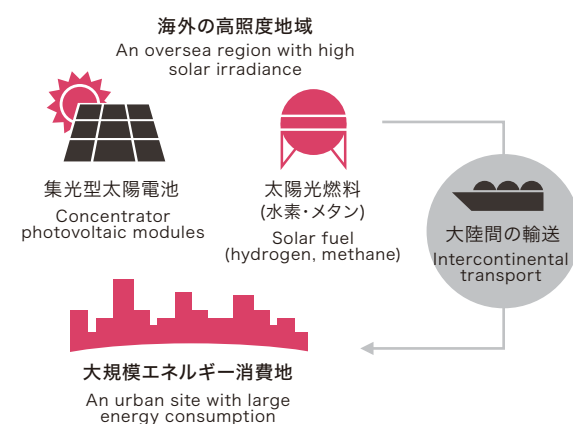 海外の高照度地域
An oversea region with high
solar irradiance
集光型太陽電池
Concentrator
photovoltaic modules
太陽光燃料
(水素・メタン)
Solar fuel
(hydrogen, methane)
大陸間の輸送
Intercontinental
transport
大規模エネルギー消費地
An urban site with large
energy consumption